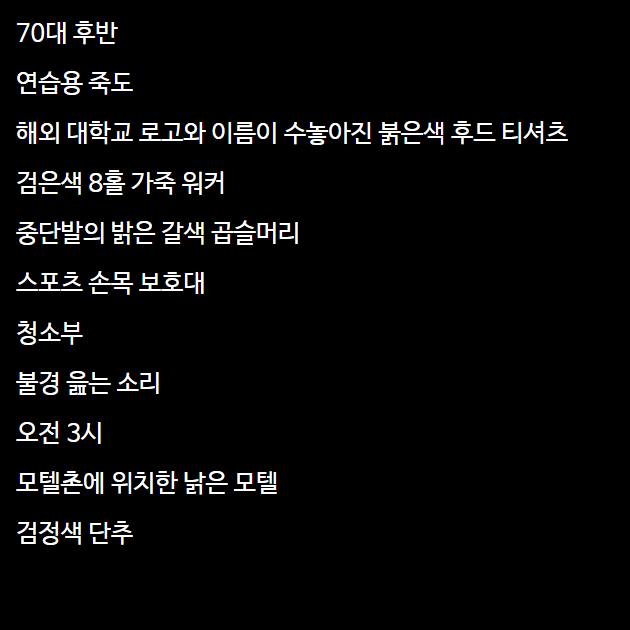 70대 후반
연습용 죽도
해외 대학교 로고와 이름이 수놓아진 붉은색 후드 티셔츠
검은색 8홀 가죽 워커
중단발의 밝은 갈색 곱슬머리
스포츠 손목 보호대
청소부
불경 읊는 소리
오전 3시
모텔촌에 위치한 낡은 모텔
검정색 단추